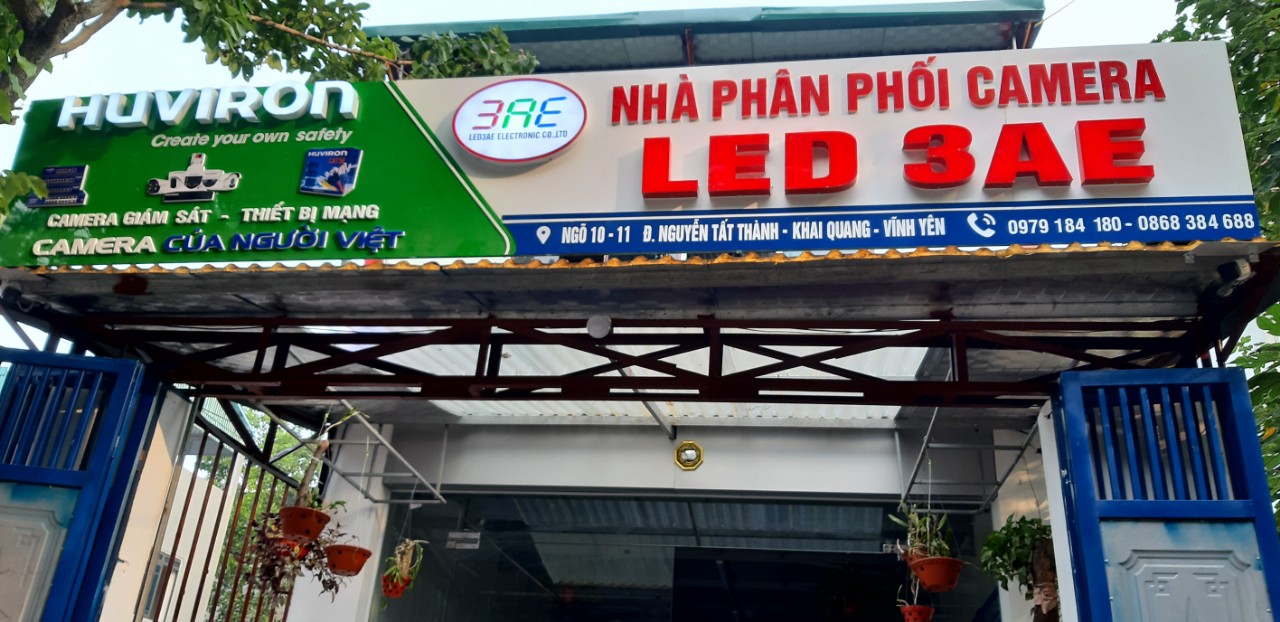 HUVIRON
Create your own safety
HUVIRON
CAMERA GIÁM SÁT - THIẾT BỊ MẠNG
CAMERA CỦA NGƯỜI VIỆT
3AE
LED3AE ELECTRONIC CO.,LTD
NHÀ PHÂN PHỐI CAMERA
LED 3AE
NGÕ 10 - 11 Đ. NGUYỄN TẤT THÀNH - KHAI QUANG - VĨNH YÊN
0979 184 180 - 0868 384 688